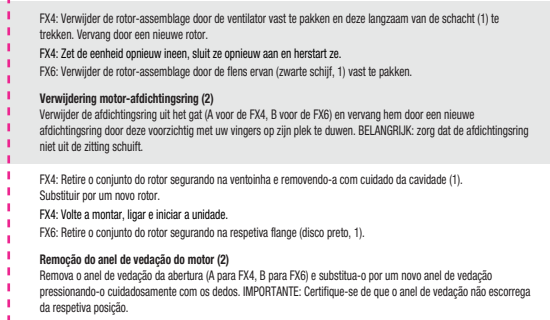 FX4: Verwijder de rotor-assemblage door de ventilator vast te pakken en deze langzaam van de schacht (1) te
trekken. Vervang door een nieuwe rotor.
FX4: Zet de eenheid opnieuw ineen, sluit ze opnieuw aan en herstart ze.
FX6: Verwijder de rotor-assemblage door de flens ervan (zwarte schijf, 1) vast te pakken.
Verwijdering motor-afdichtingsring (2)
Verwijder de afdichtingsring uit het gat (A voor de FX4, B voor de FX6) en vervang hem door een nieuwe
afdichtingsring door deze voorzichtig met uw vingers op zijn plek te duwen. BELANGRIJK: zorg dat de afdichtingsring
niet uit de zitting schuift.
FX4: Retire o conjunto do rotor segurando na ventoinha e removendo-a com cuidado da cavidade (1).
Substituir por um novo rotor.
FX4: Volte a montar, ligar e iniciar a unidade.
FX6: Retire o conjunto do rotor segurando na respetiva flange (disco preto, 1).
Remoção do anel de vedação do motor (2)
Remova o anel de vedação da abertura (A para FX4, B para FX6) e substitua-o por um novo anel de vedação
pressionando-o cuidadosamente com os dedos. IMPORTANTE: Certifique-se de que o anel de vedação não escorrega
da respetiva posição.